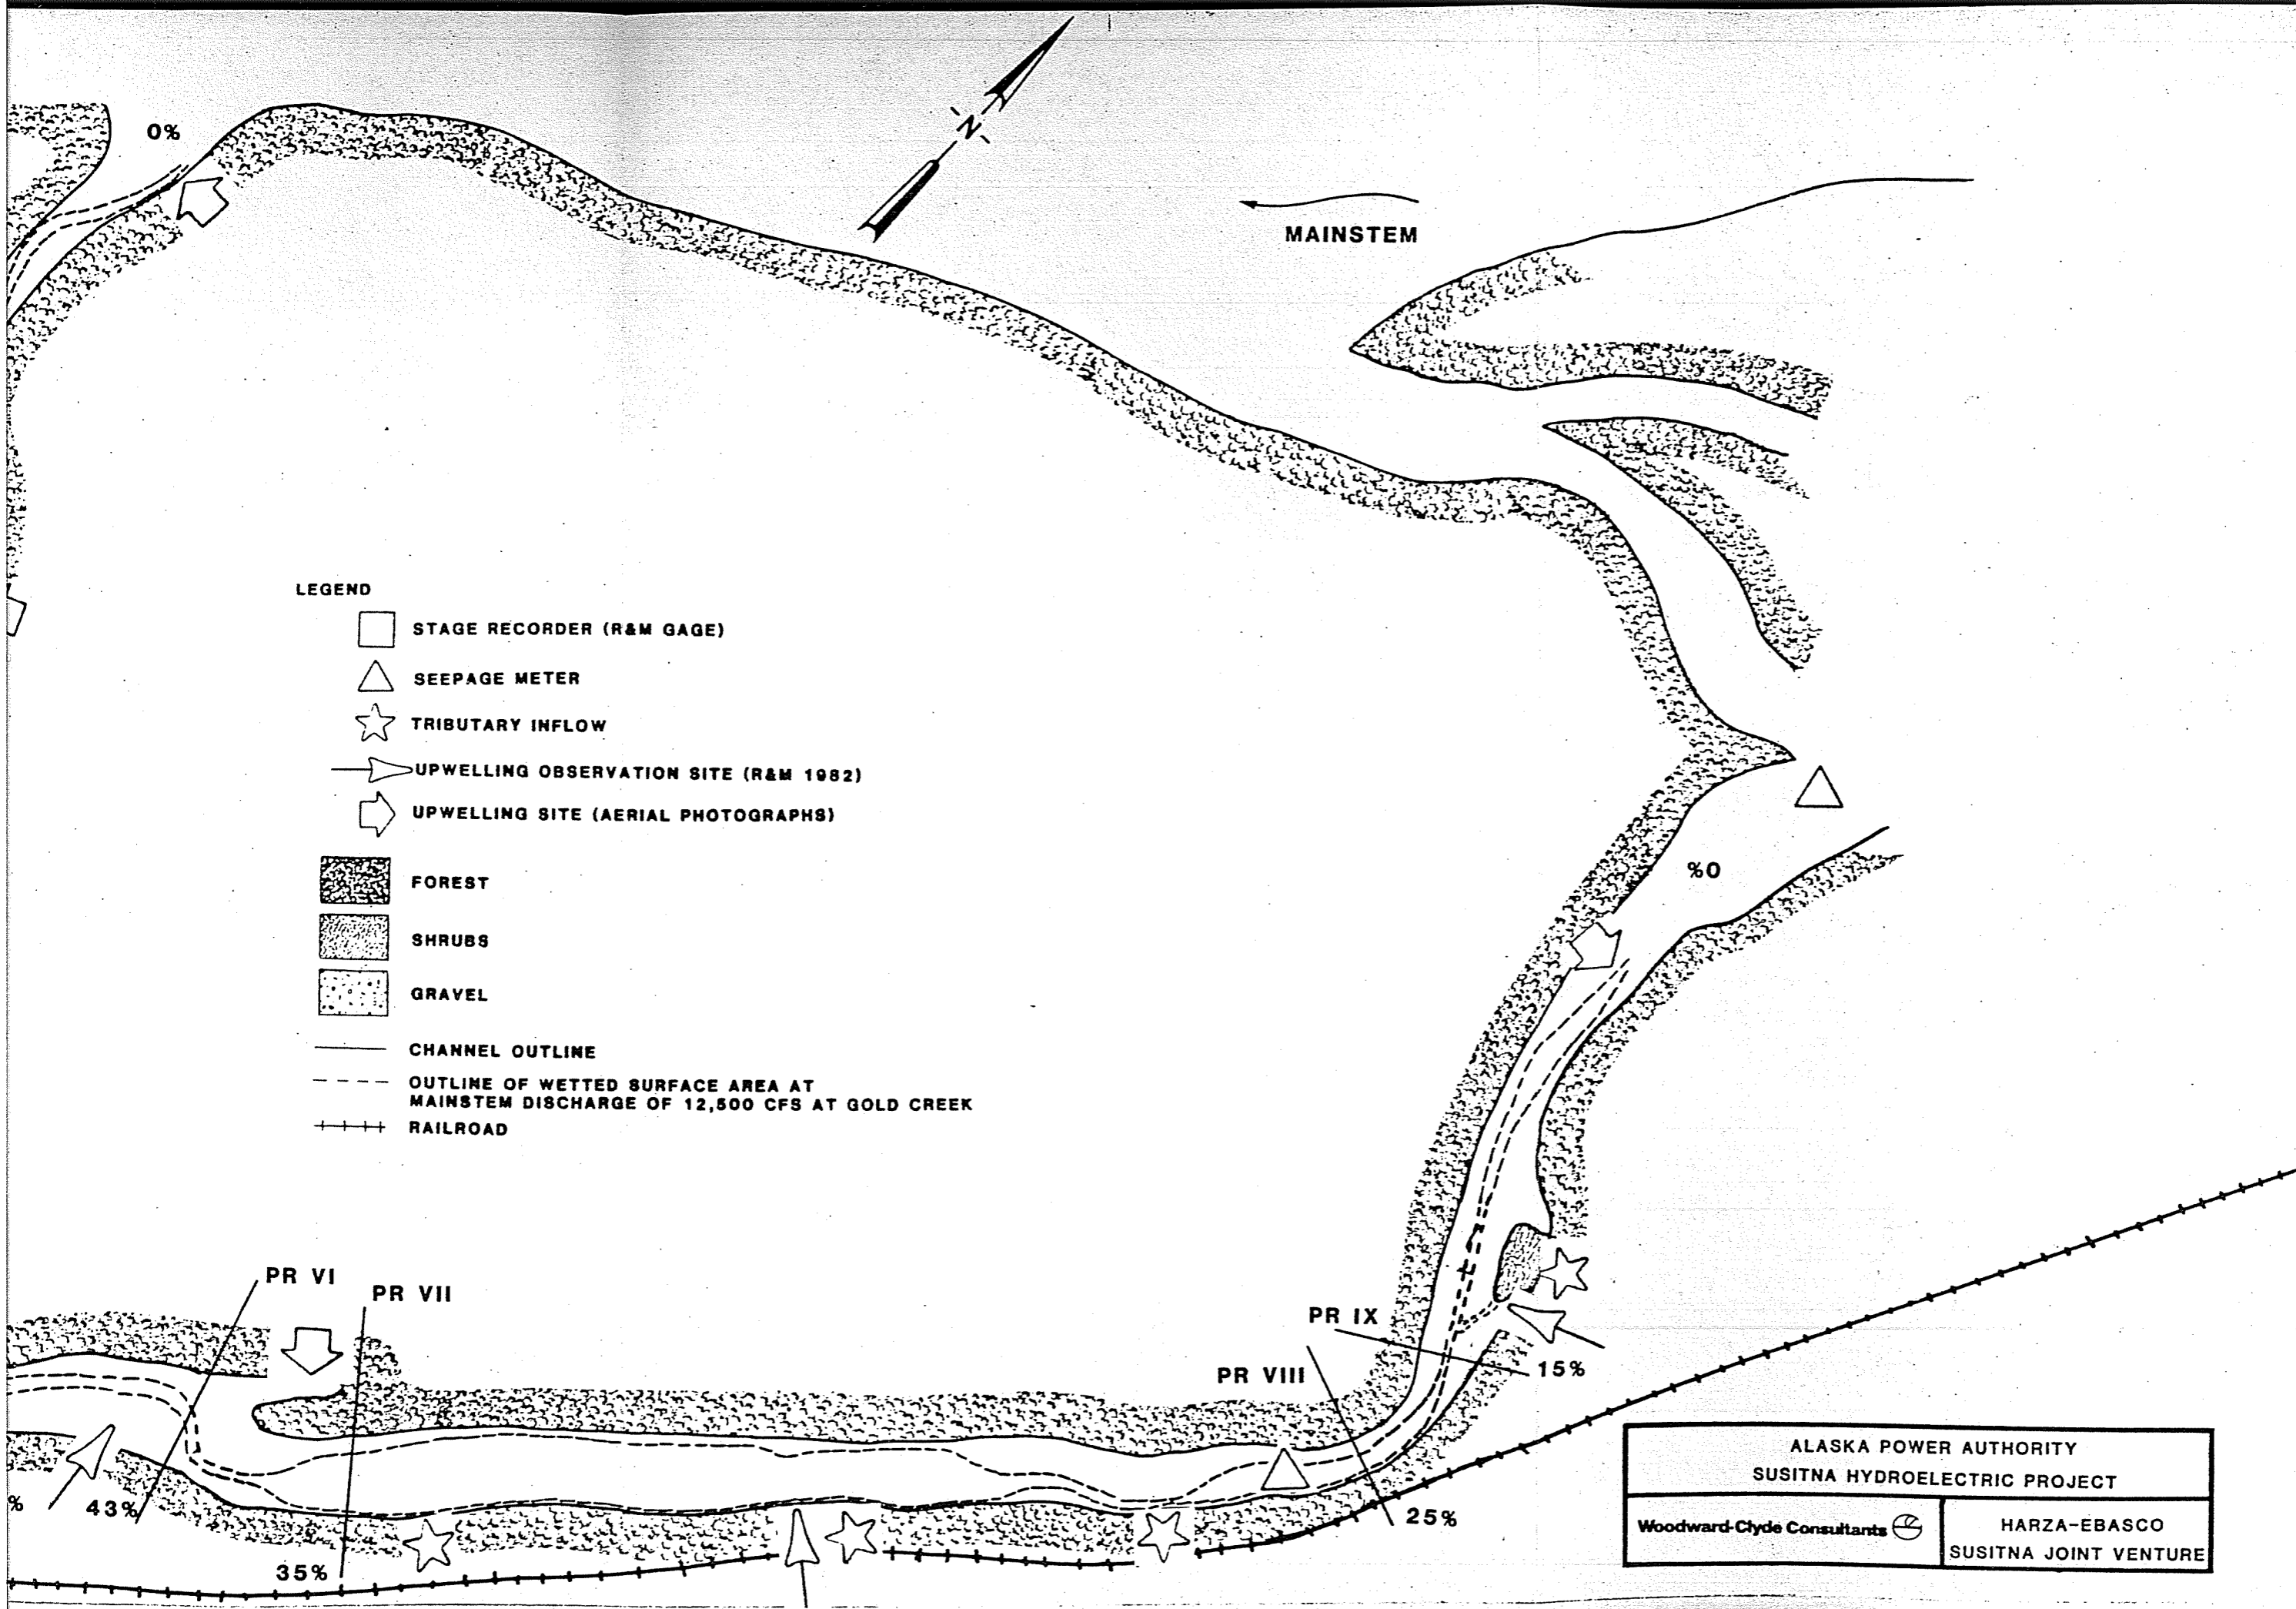 0%
N
MAINSTEM
LEGEND
STAGE RECORDER (R&M GAGE)
SEEPAGE METER
TRIBUTARY INFLOW
UPWELLING OBSERVATION SITE (R&M 1982)
UPWELLING SITE (AERIAL PHOTOGRAPHS)
FOREST
SHRUBS
GRAVEL
CHANNEL OUTLINE
OUTLINE OF WETTED SURFACE AREA AT
MAINSTEM DISCHARGE OF 12,500 CFS AT GOLD CREEK
RAILROAD
%0
PR VI
PR VII
PR IX
PR VIII
15%
%
43%
35%
25%
ALASKA POWER AUTHORITY
SUSITNA HYDROELECTRIC PROJECT
Woodward-Clyde Consultants
HARZA-EBASCO
SUSITNA JOINT VENTURE